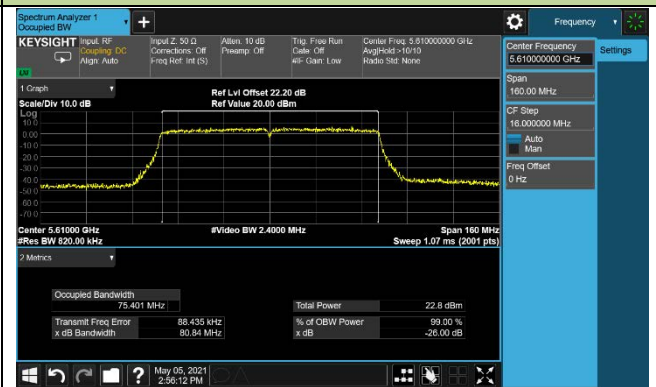 Spectrum Analyzer 1
Occupied BW
+
Frequency
KEYSIGHT
Input: RF
Coupling: DC
Align: Auto
Input Z: 50 Ω
Corrections: Off
Freq Ref: Int (S)
Atten: 10 dB
Preamp: Off
Trig: Free Run
Gate: Off
#IF Gain: Low
Center Freq: 5.610000000 GHz
Avg|Hold:>10/10
Radio Std: None
Center Frequency
5.610000000 GHz
Settings
Span
160.00 MHz
CF Step
16.000000 MHz
Auto
Man
Freq Offset
0 Hz
1 Graph
Scale/Div 10.0 dB
Ref Lvl Offset 22.20 dB
Ref Value 20.00 dBm
Log
10.0
0.00
-10.0
-20.0
-30.0
-40.0
-50.0
-60.0
-70.0
Center 5.61000 GHz
#Res BW 820.00 kHz
#Video BW 2.4000 MHz
Span 160 MHz
Sweep 1.07 ms (2001 pts)
2 Metrics
Occupied Bandwidth
75.401 MHz
Total Power
22.8 dBm
Transmit Freq Error
88.435 kHz
% of OBW Power
99.00 %
x dB Bandwidth
80.84 MHz
x dB
-26.00 dB
?
May 05, 2021
2:56:12 PM